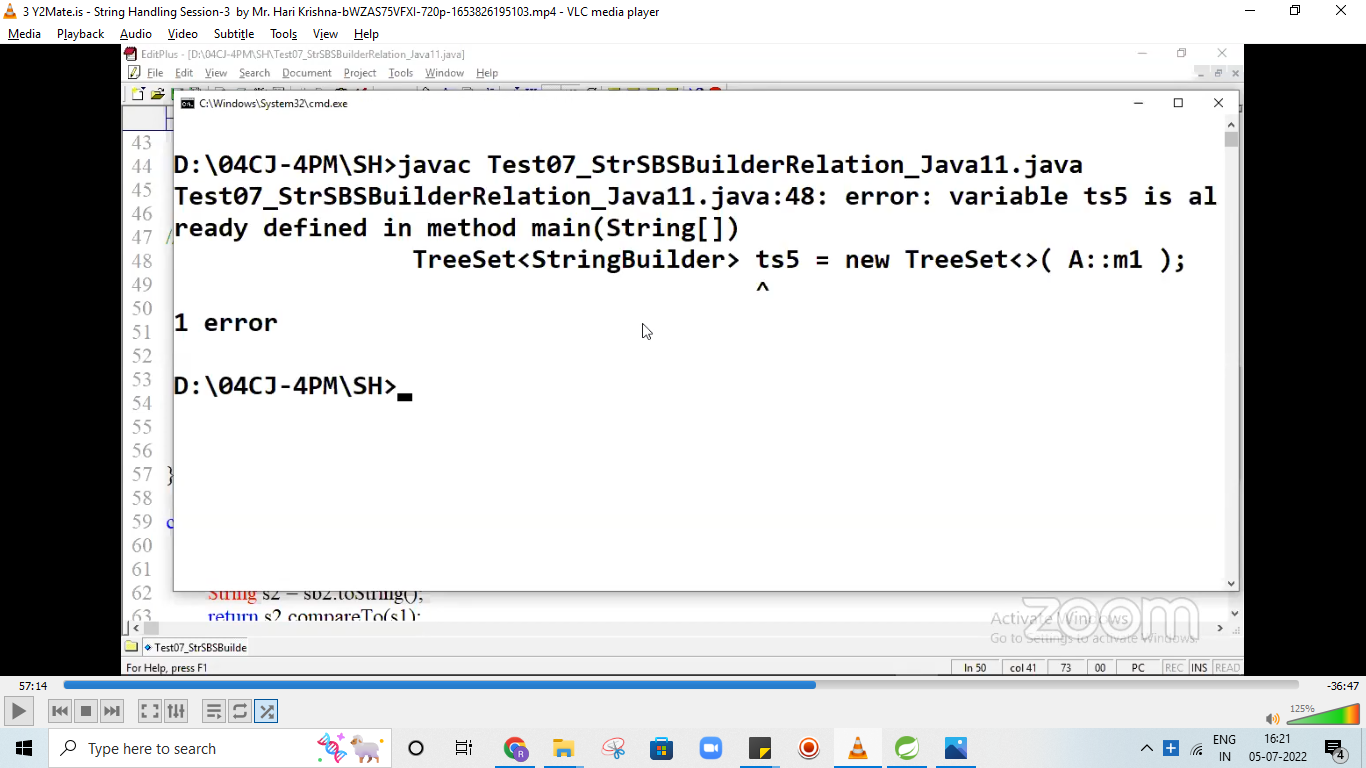 3 Y2Mate.is - String Handling Session-3 by Mr. Hari Krishna-bWZAS75VFXI-720p-1653826195103.mp4 - VLC media player
Media Playback Audio Video Subtitle Tools View Help
EditPlus - [D:\04CJ-4PM\SH\Test07_StrSBSBuilderRelation_Java11.java]
File Edit View Search Document Project Tools Window Help
C:\Windows\System32\cmd.exe
43
44 D:\04CJ-4PM\SH>javac Test07_StrSBSBuilderRelation_Java11.java
45 Test07_StrSBSBuilderRelation_Java11.java:48: error: variable ts5 is al
46 ready defined in method main(String[])
47 /
48 TreeSet<StringBuilder> ts5 = new TreeSet<>( A::m1 );
49 ^
50
51 1 error
52
53 D:\04CJ-4PM\SH>
54
55
56
57 }
58
59 c
60
61
62 String s2 = sb2.toString();
63 return s2.compareTo(s1);
zoom
Activate Windows
Go to Settings to activate Windows.
Test07_StrSBSBuilde
For Help, press F1 ln 50 col 41 73 00 PC REC INS READ
57:14 -36:47
125%
Type here to search
R
ENG
IN
16:21
05-07-2022
4